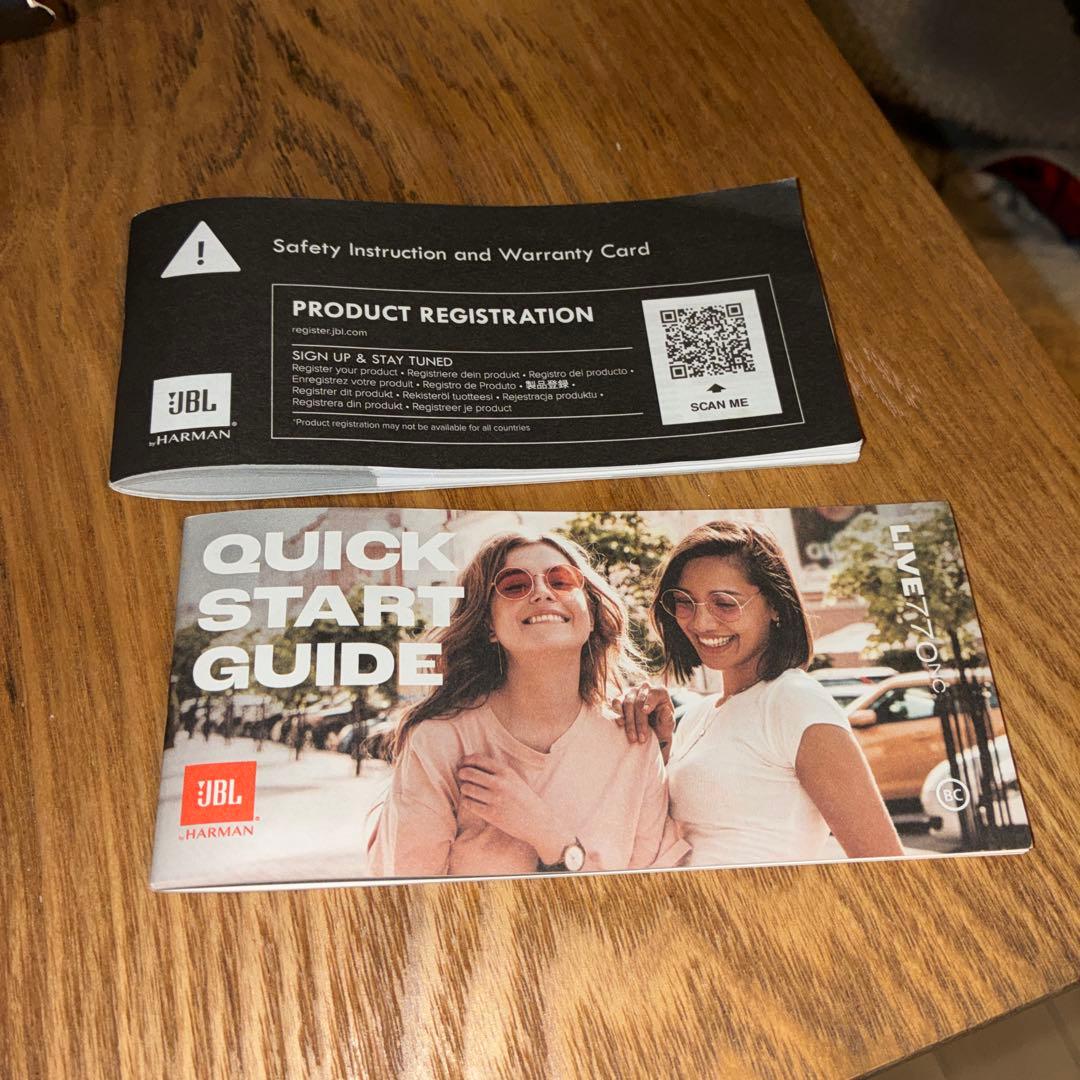 !
Safety Instruction and Warranty Card
PRODUCT REGISTRATION
register.jbl.com
SIGN UP & STAY TUNED
Register your product • Registriere dein produkt • Registro del producto •
Enregistrez votre produit • Registro de Produto • 製品登録 •
Registrer dit produkt • Rekisteröi tuotteesi • Rejestracja produktu •
Registrera din produkt • Registreer je product
*Product registration may not be available for all countries
SCAN ME
JBL
by HARMAN®
QUICK
START
GUIDE
LIVE770NC
JBL®
by HARMAN
BC